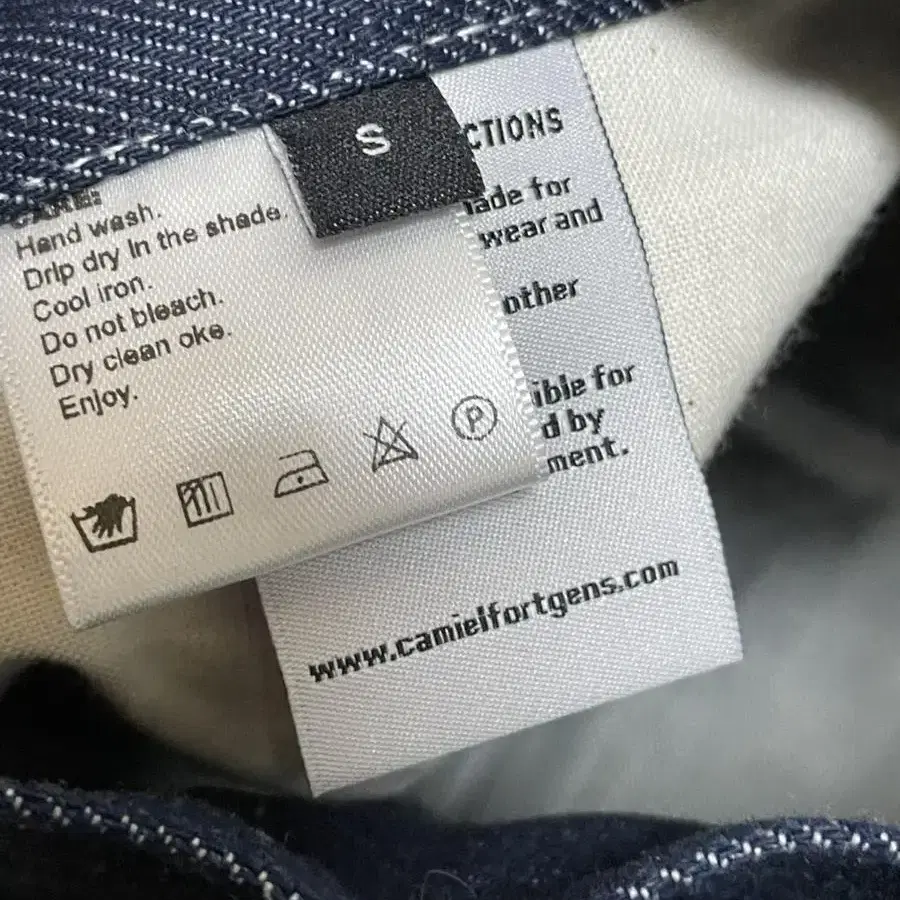 S
CARE:
Hand wash.
Drip dry In the shade.
Cool iron.
Do not bleach.
Dry clean oke.
Enjoy.
P
CTIONS
ade for
wear and
other
ible for
d by
ment.
www.camielfortgens.com